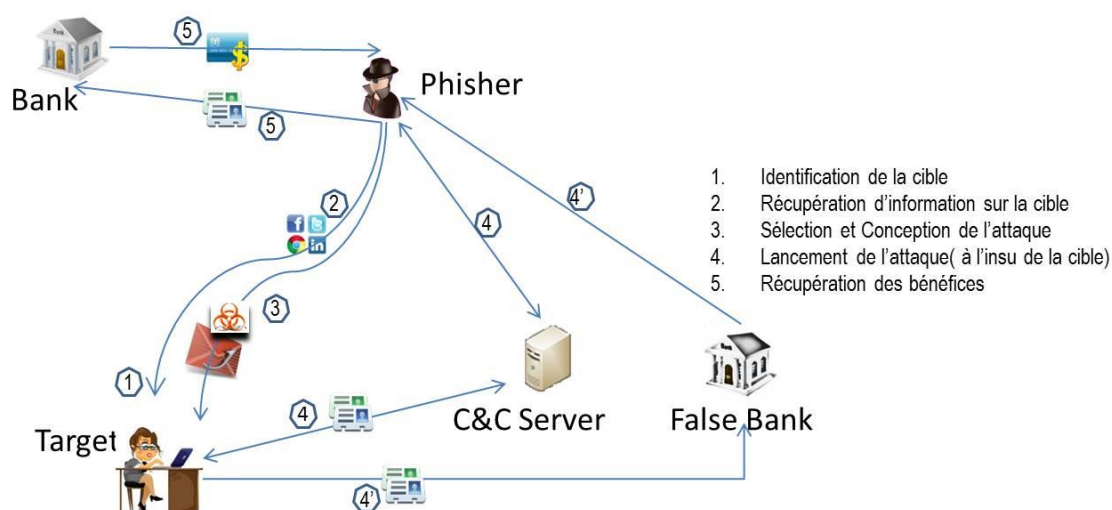 5
Bank
Phisher
5
2
4
4'
1. Identification de la cible
2. Récupération d'information sur la cible
3. Sélection et Conception de l'attaque
4. Lancement de l'attaque( à l'insu de la cible)
5. Récupération des bénéfices
3
1
4
C&C Server
False Bank
Target
4'